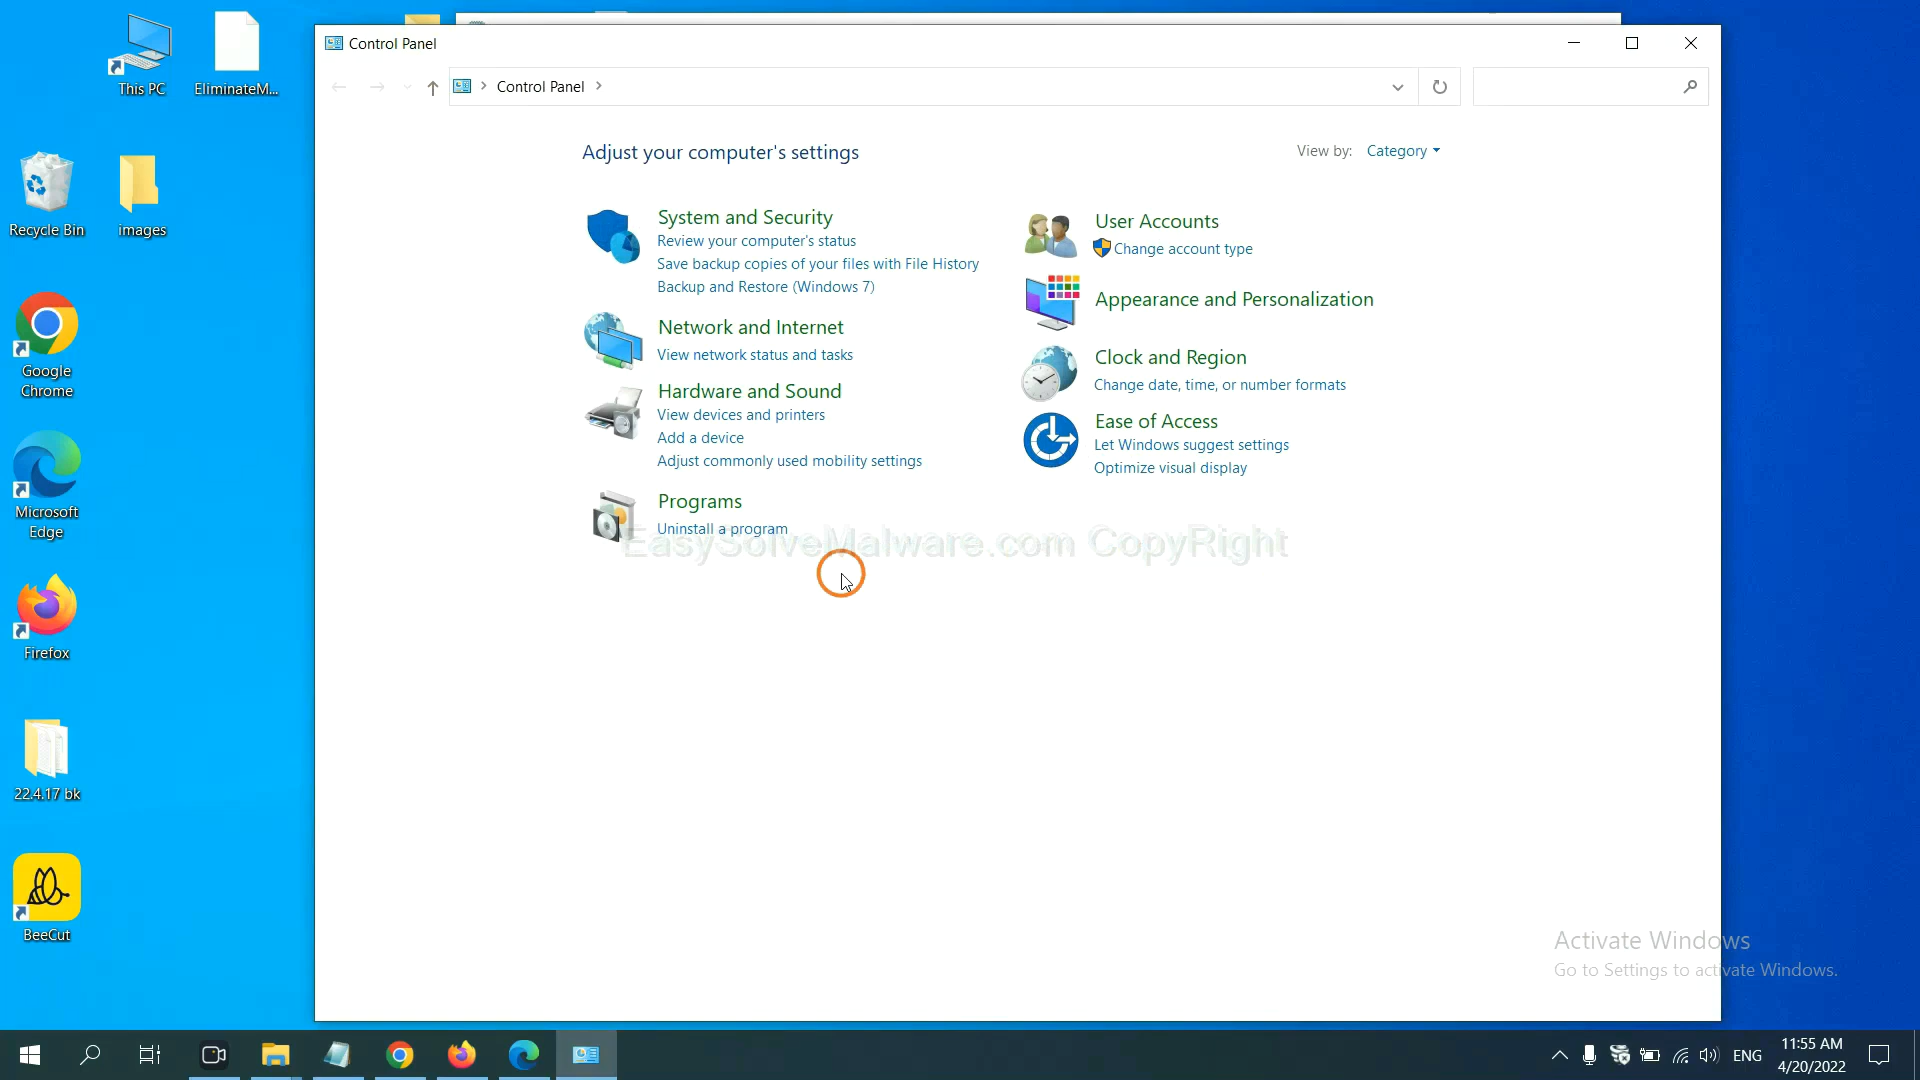 This PC
EliminateM...
Recycle Bin
images
Google
Chrome
Microsoft
Edge
Firefox
22.4.17 bk
BeeCut
Control Panel
Control Panel
Adjust your computer's settings
View by: Category
System and Security
Review your computer's status
Save backup copies of your files with File History
Backup and Restore (Windows 7)
Network and Internet
View network status and tasks
Hardware and Sound
View devices and printers
Add a device
Adjust commonly used mobility settings
Programs
Uninstall a program
User Accounts
Change account type
Appearance and Personalization
Clock and Region
Change date, time, or number formats
Ease of Access
Let Windows suggest settings
Optimize visual display
EasySolveMalware.com CopyRight
Activate Windows
Go to Settings to activate Windows.
ENG
11:55 AM
4/20/2022